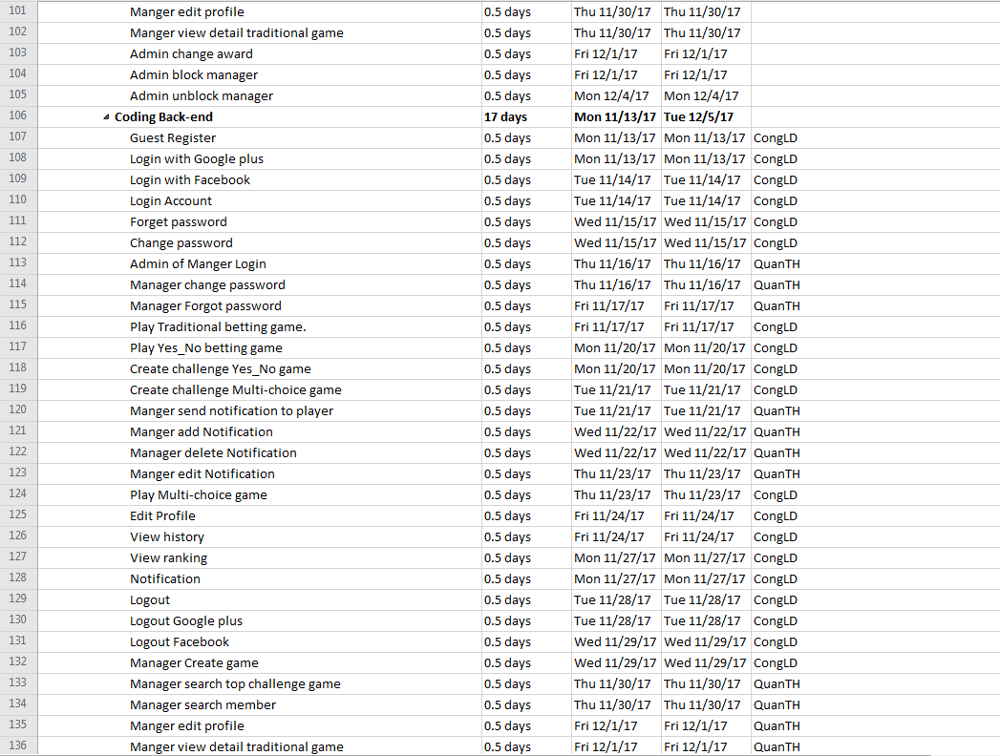 101 Manger edit profile 0.5 days Thu 11/30/17 Thu 11/30/17
102 Manger view detail traditional game 0.5 days Thu 11/30/17 Thu 11/30/17
103 Admin change award 0.5 days Fri 12/1/17 Fri 12/1/17
104 Admin block manager 0.5 days Fri 12/1/17 Fri 12/1/17
105 Admin unblock manager 0.5 days Mon 12/4/17 Mon 12/4/17
106 Coding Back-end 17 days Mon 11/13/17 Tue 12/5/17
107 Guest Register 0.5 days Mon 11/13/17 Mon 11/13/17 CongLD
108 Login with Google plus 0.5 days Mon 11/13/17 Mon 11/13/17 CongLD
109 Login with Facebook 0.5 days Tue 11/14/17 Tue 11/14/17 CongLD
110 Login Account 0.5 days Tue 11/14/17 Tue 11/14/17 CongLD
111 Forget password 0.5 days Wed 11/15/17 Wed 11/15/17 CongLD
112 Change password 0.5 days Wed 11/15/17 Wed 11/15/17 CongLD
113 Admin of Manger Login 0.5 days Thu 11/16/17 Thu 11/16/17 QuanTH
114 Manager change password 0.5 days Thu 11/16/17 Thu 11/16/17 QuanTH
115 Manager Forgot password 0.5 days Fri 11/17/17 Fri 11/17/17 QuanTH
116 Play Traditional betting game. 0.5 days Fri 11/17/17 Fri 11/17/17 CongLD
117 Play Yes_No betting game 0.5 days Mon 11/20/17 Mon 11/20/17 CongLD
118 Create challenge Yes_No game 0.5 days Mon 11/20/17 Mon 11/20/17 CongLD
119 Create challenge Multi-choice game 0.5 days Tue 11/21/17 Tue 11/21/17 CongLD
120 Manger send notification to player 0.5 days Tue 11/21/17 Tue 11/21/17 QuanTH
121 Manger add Notification 0.5 days Wed 11/22/17 Wed 11/22/17 QuanTH
122 Manager delete Notification 0.5 days Wed 11/22/17 Wed 11/22/17 QuanTH
123 Manger edit Notification 0.5 days Thu 11/23/17 Thu 11/23/17 QuanTH
124 Play Multi-choice game 0.5 days Thu 11/23/17 Thu 11/23/17 CongLD
125 Edit Profile 0.5 days Fri 11/24/17 Fri 11/24/17 CongLD
126 View history 0.5 days Fri 11/24/17 Fri 11/24/17 CongLD
127 View ranking 0.5 days Mon 11/27/17 Mon 11/27/17 CongLD
128 Notification 0.5 days Mon 11/27/17 Mon 11/27/17 CongLD
129 Logout 0.5 days Tue 11/28/17 Tue 11/28/17 CongLD
130 Logout Google plus 0.5 days Tue 11/28/17 Tue 11/28/17 CongLD
131 Logout Facebook 0.5 days Wed 11/29/17 Wed 11/29/17 CongLD
132 Manager Create game 0.5 days Wed 11/29/17 Wed 11/29/17 CongLD
133 Manager search top challenge game 0.5 days Thu 11/30/17 Thu 11/30/17 QuanTH
134 Manager search member 0.5 days Thu 11/30/17 Thu 11/30/17 QuanTH
135 Manger edit profile 0.5 days Fri 12/1/17 Fri 12/1/17 QuanTH
136 Manger view detail traditional game 0.5 days Fri 12/1/17 Fri 12/1/17 QuanTH